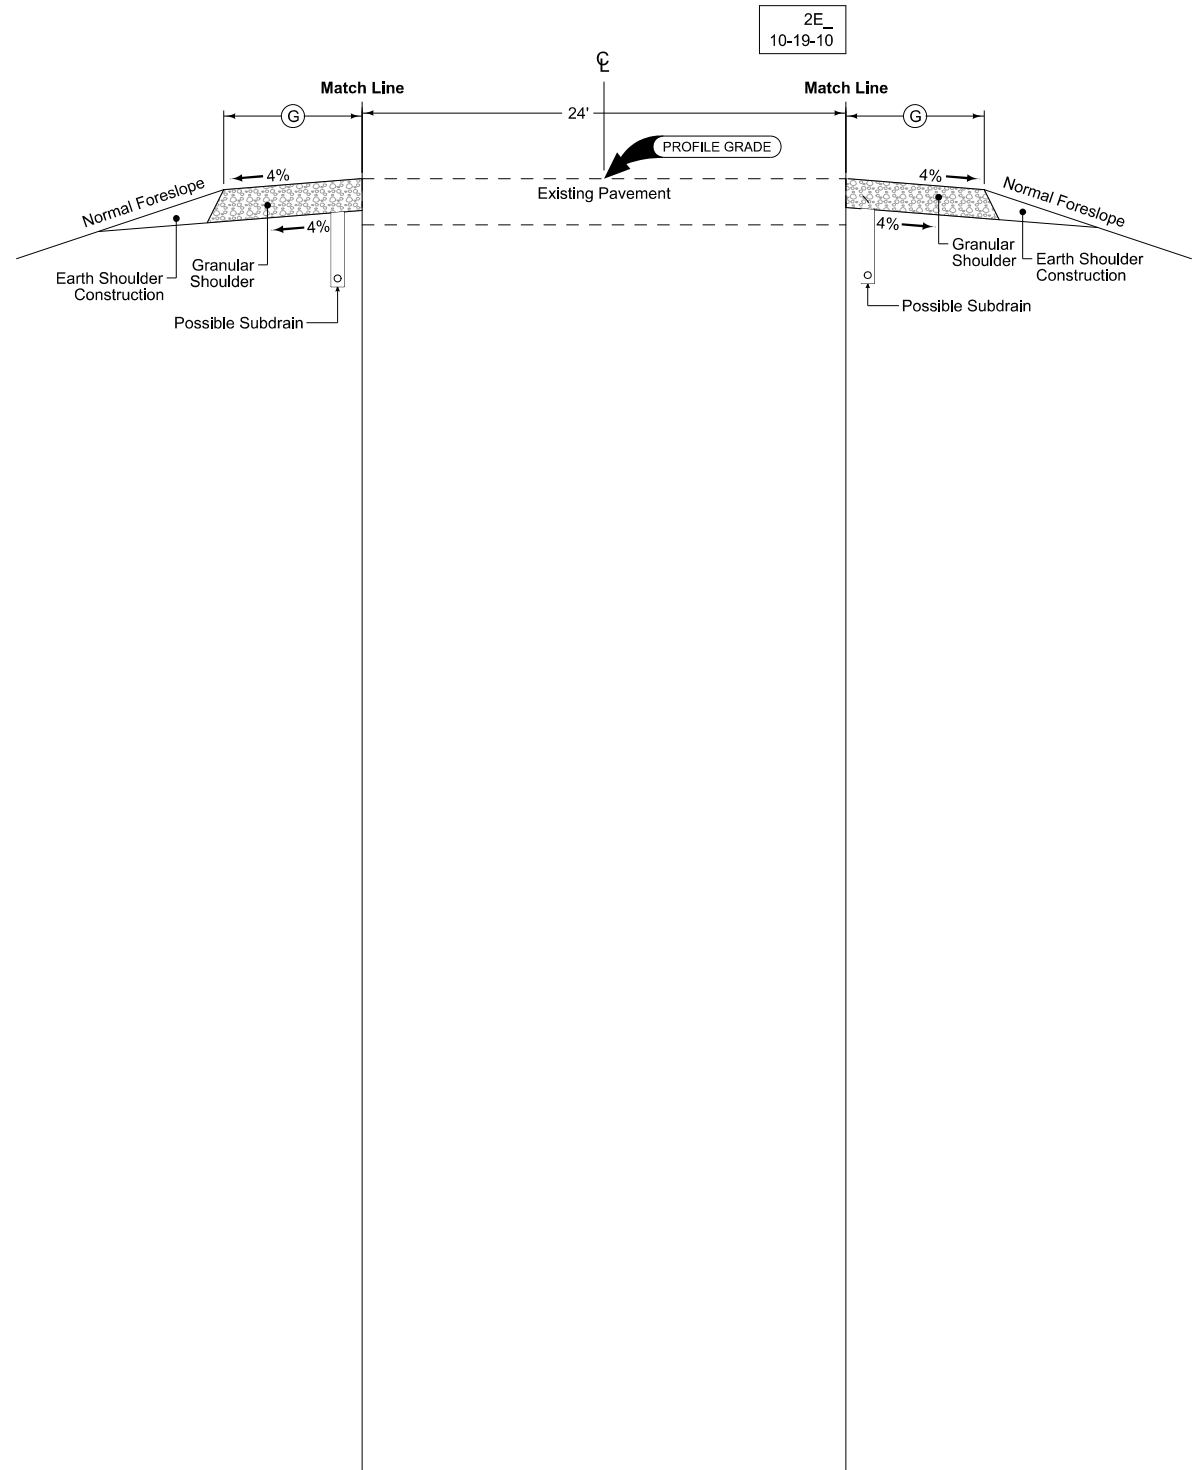 2E_
10-19-10
℄
Match Line
Match Line
G
24'
G
PROFILE GRADE
4%
4%
Normal Foreslope
Existing Pavement
Normal Foreslope
4%
4%
Earth Shoulder
Construction
Granular
Shoulder
Granular
Shoulder
Earth Shoulder
Construction
Possible Subdrain
Possible Subdrain